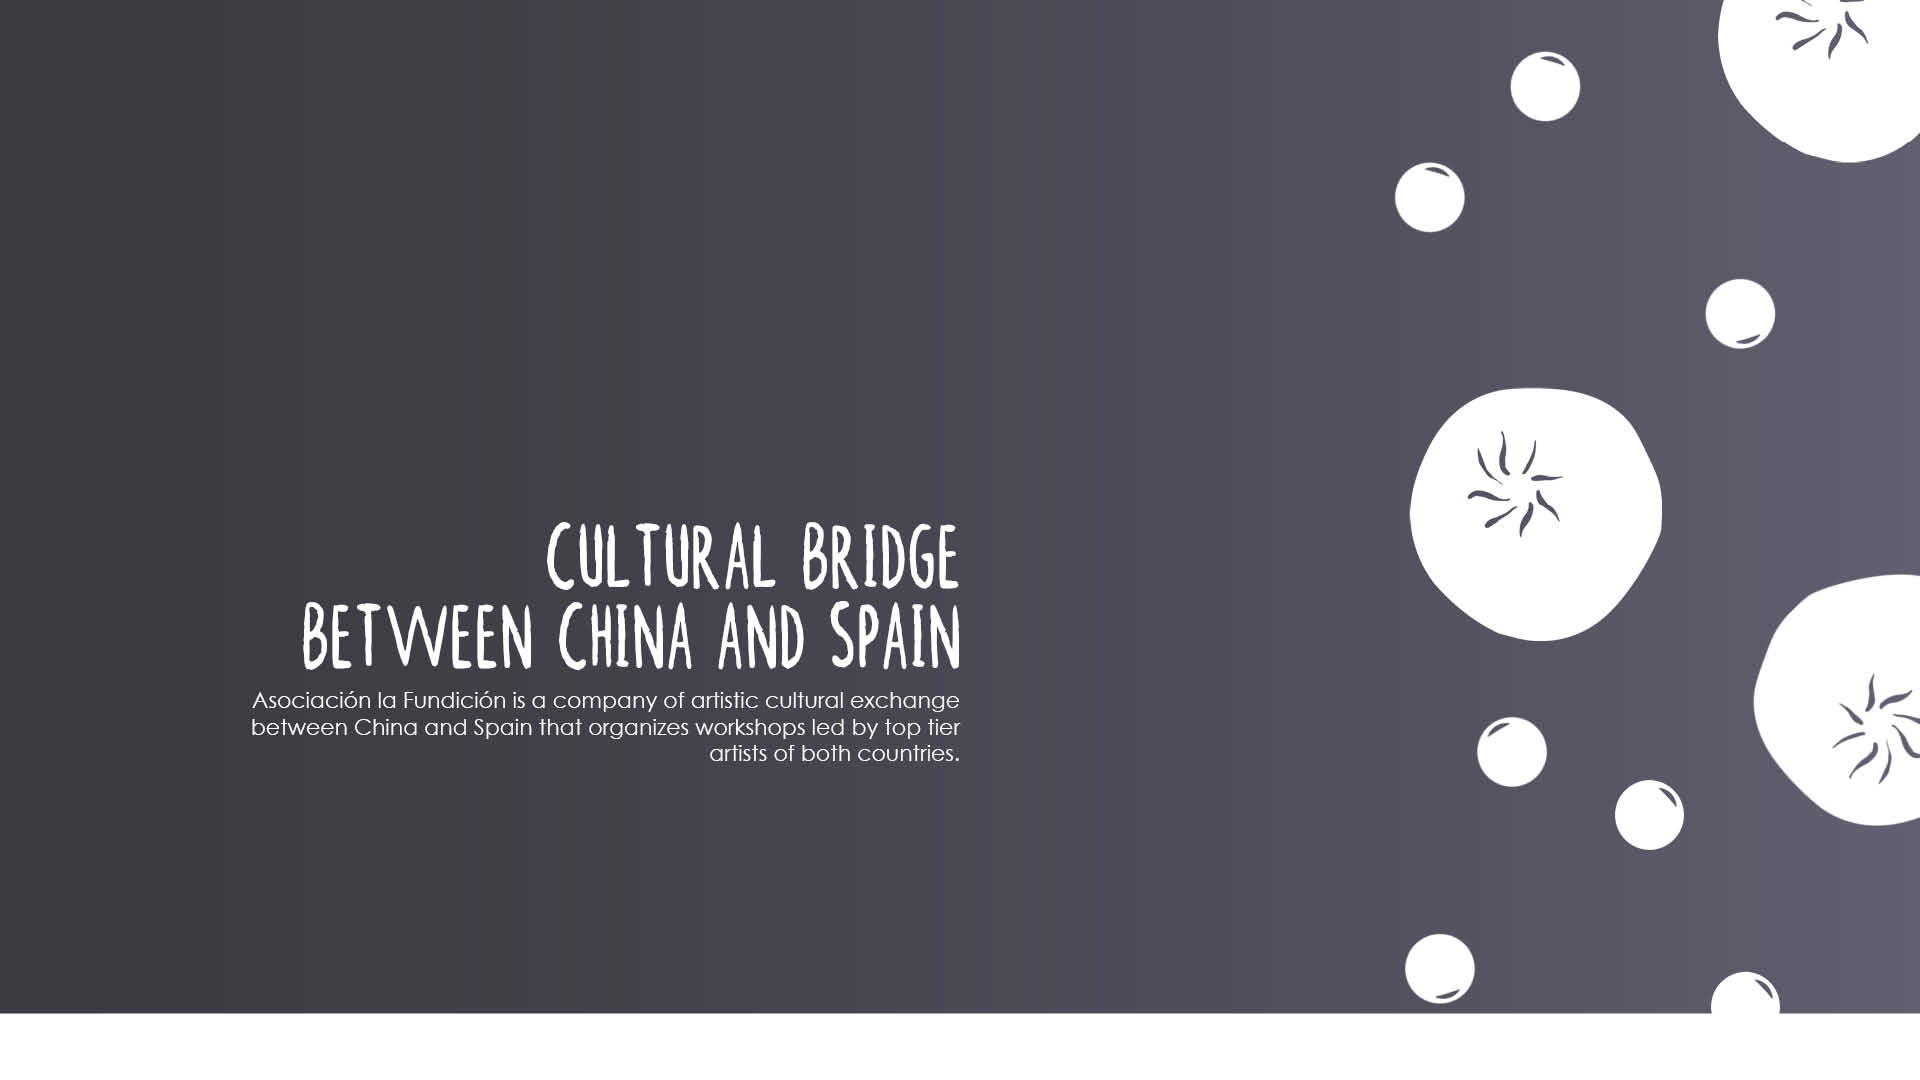 CULTURAL BRIDGE
BETWEEN CHINA AND SPAIN
Asociación la Fundición is a company of artistic cultural exchange
between China and Spain that organizes workshops led by top tier
artists of both countries.